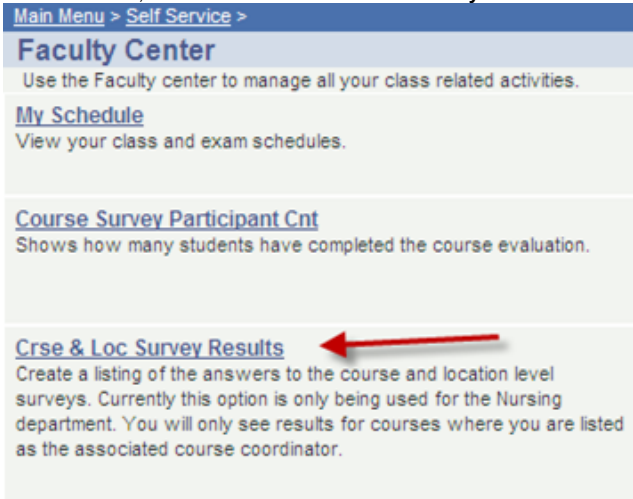 Main Menu > Self Service >
Faculty Center
Use the Faculty center to manage all your class related activities.
My Schedule
View your class and exam schedules.
Course Survey Participant Cnt
Shows how many students have completed the course evaluation.
Crse & Loc Survey Results
Create a listing of the answers to the course and location level
surveys. Currently this option is only being used for the Nursing
department. You will only see results for courses where you are listed
as the associated course coordinator.